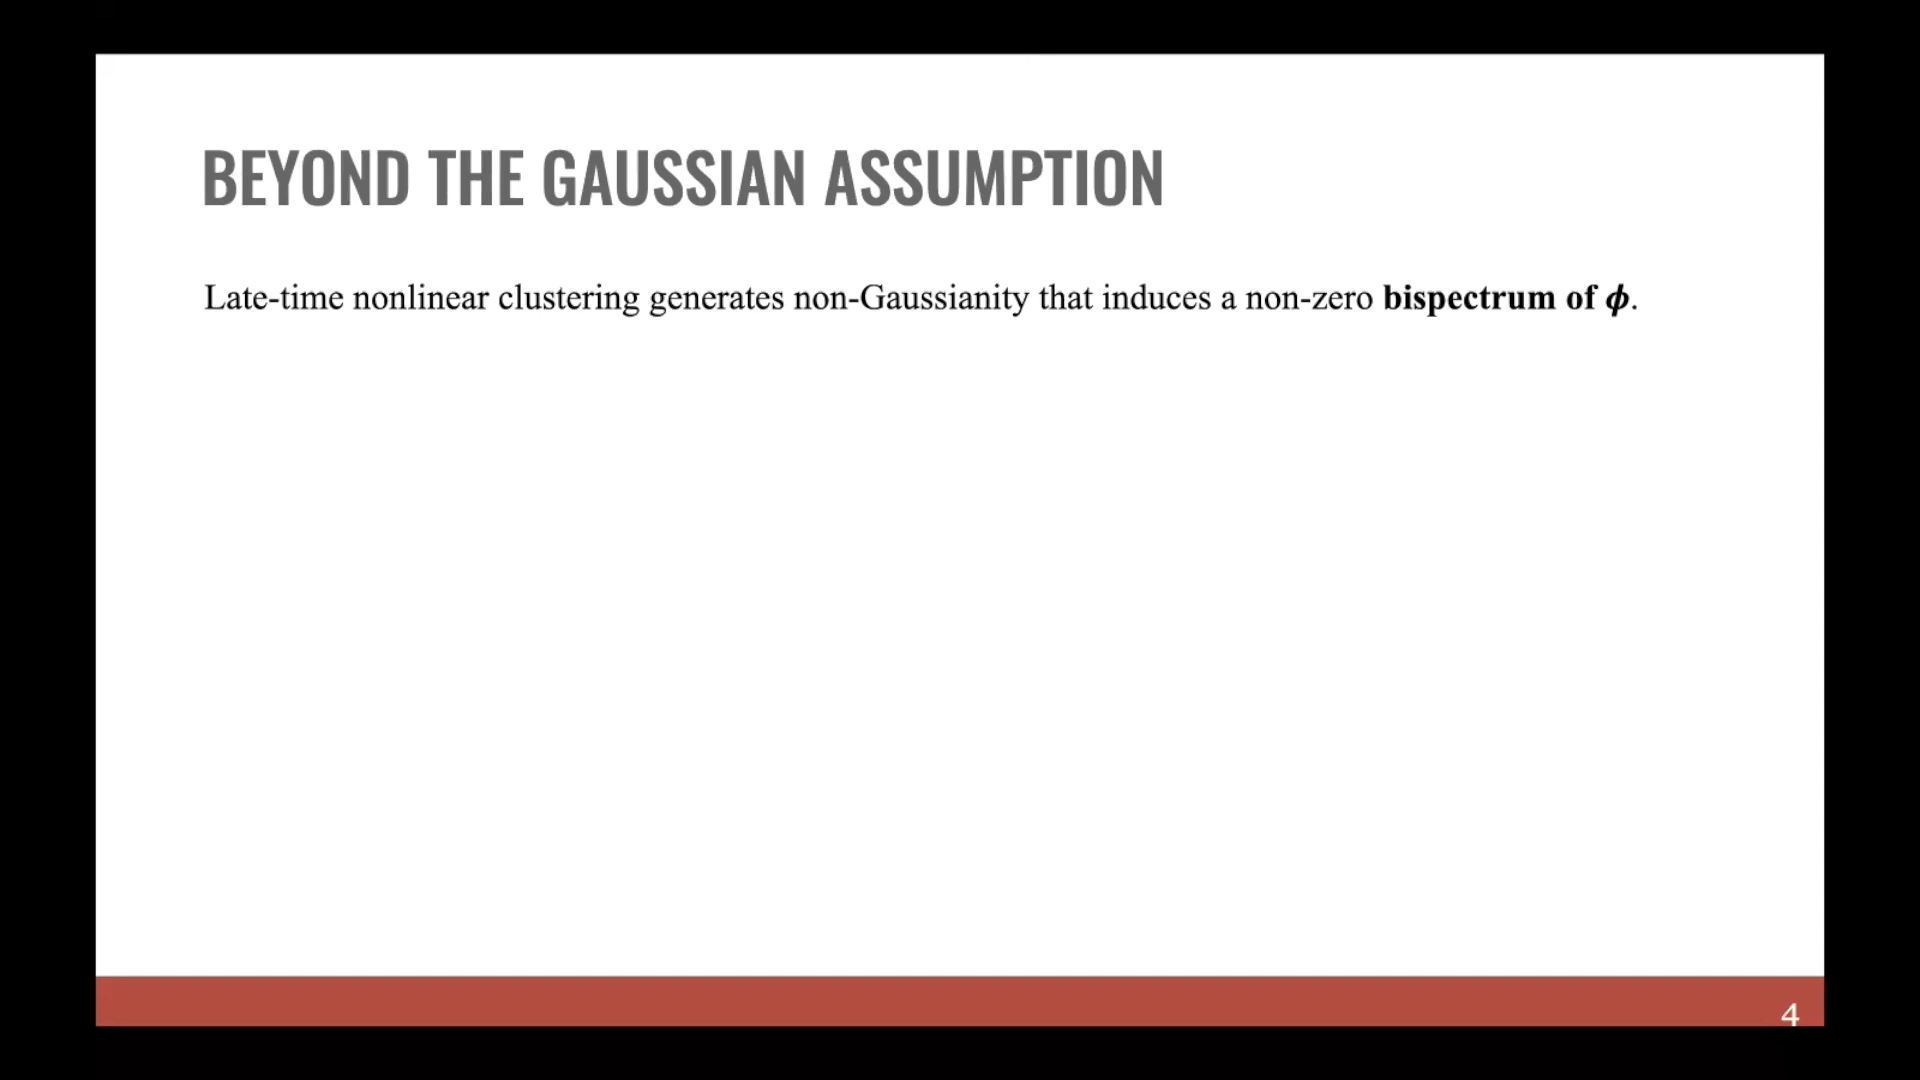 BEYOND THE GAUSSIAN ASSUMPTION
Late-time nonlinear clustering generates non-Gaussianity that induces a non-zero bispectrum of ϕ.
4